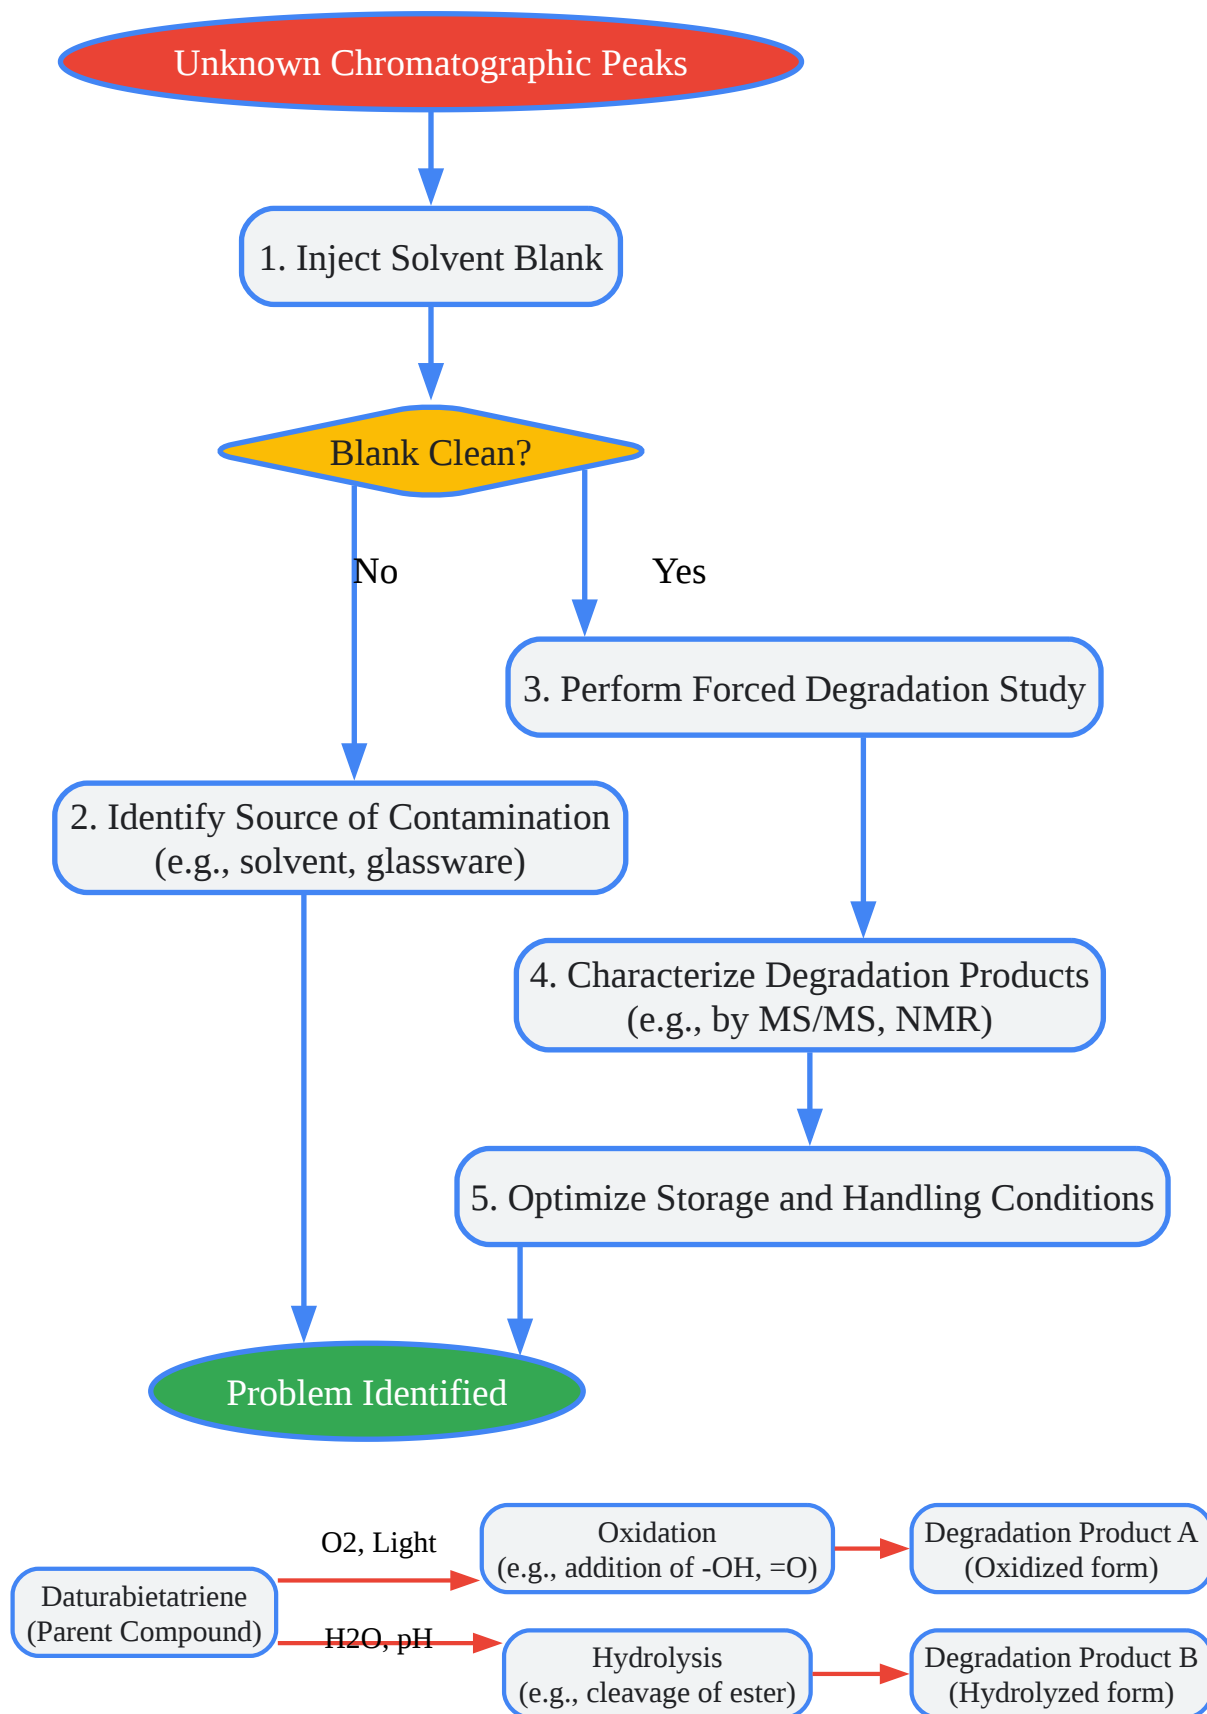 Unknown Chromatographic Peaks
1. Inject Solvent Blank
Blank Clean?
No
Yes
3. Perform Forced Degradation Study
2. Identify Source of Contamination
(e.g., solvent, glassware)
4. Characterize Degradation Products
(e.g., by MS/MS, NMR)
5. Optimize Storage and Handling Conditions
Problem Identified
O2, Light
Oxidation
(e.g., addition of -OH, =O)
Degradation Product A
(Oxidized form)
Daturabietatriene
(Parent Compound)
H2O, pH
Hydrolysis
(e.g., cleavage of ester)
Degradation Product B
(Hydrolyzed form)